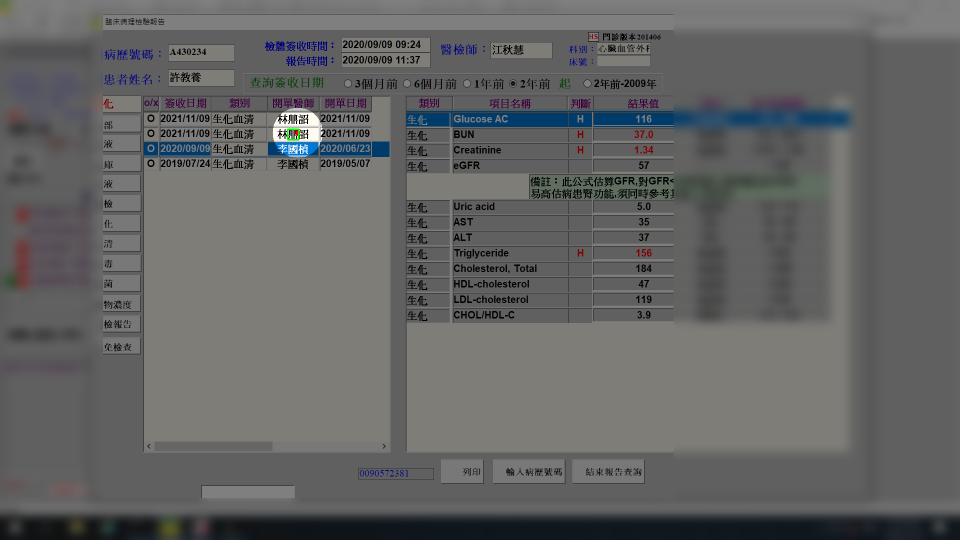 臨床病理檢驗報告
病歷號碼： A430234 檢體簽收時間： 2020/09/09 09:24 醫檢師： 江秋慧 HS 門診版本201406
報告時間： 2020/09/09 11:37 科別： 心臟血管外科
床號：
患者姓名： 許教養 查詢簽收日期 3個月前 6個月前 1年前 2年前 起 2年前-2009年
化
部
液
庫
液
檢
化
清
毒
菌
物濃度
檢報告
免檢查
o/x 簽收日期 類別 開單醫師 開單日期
O 2021/11/09 生化血清 林鼎韶 2021/11/09
O 2021/11/09 生化血清 2021/11/09
O 2020/09/09 生化血清 李國楨 2020/06/23
O 2019/07/24 生化血清 李國楨 2019/05/07
類別 項目名稱 判斷 結果值
生化 Glucose AC H 116
生化 BUN H 37.0
生化 Creatinine H 1.34
生化 eGFR 57
備註：此公式估算GFR,對GFR<
易高估病患腎功能,須同時參考其
生化 Uric acid 5.0
生化 AST 35
生化 ALT 37
生化 Triglyceride H 156
生化 Cholesterol, Total 184
生化 HDL-cholesterol 47
生化 LDL-cholesterol 119
生化 CHOL/HDL-C 3.9
0090572381 列印 輸入病歷號碼 結束報告查詢